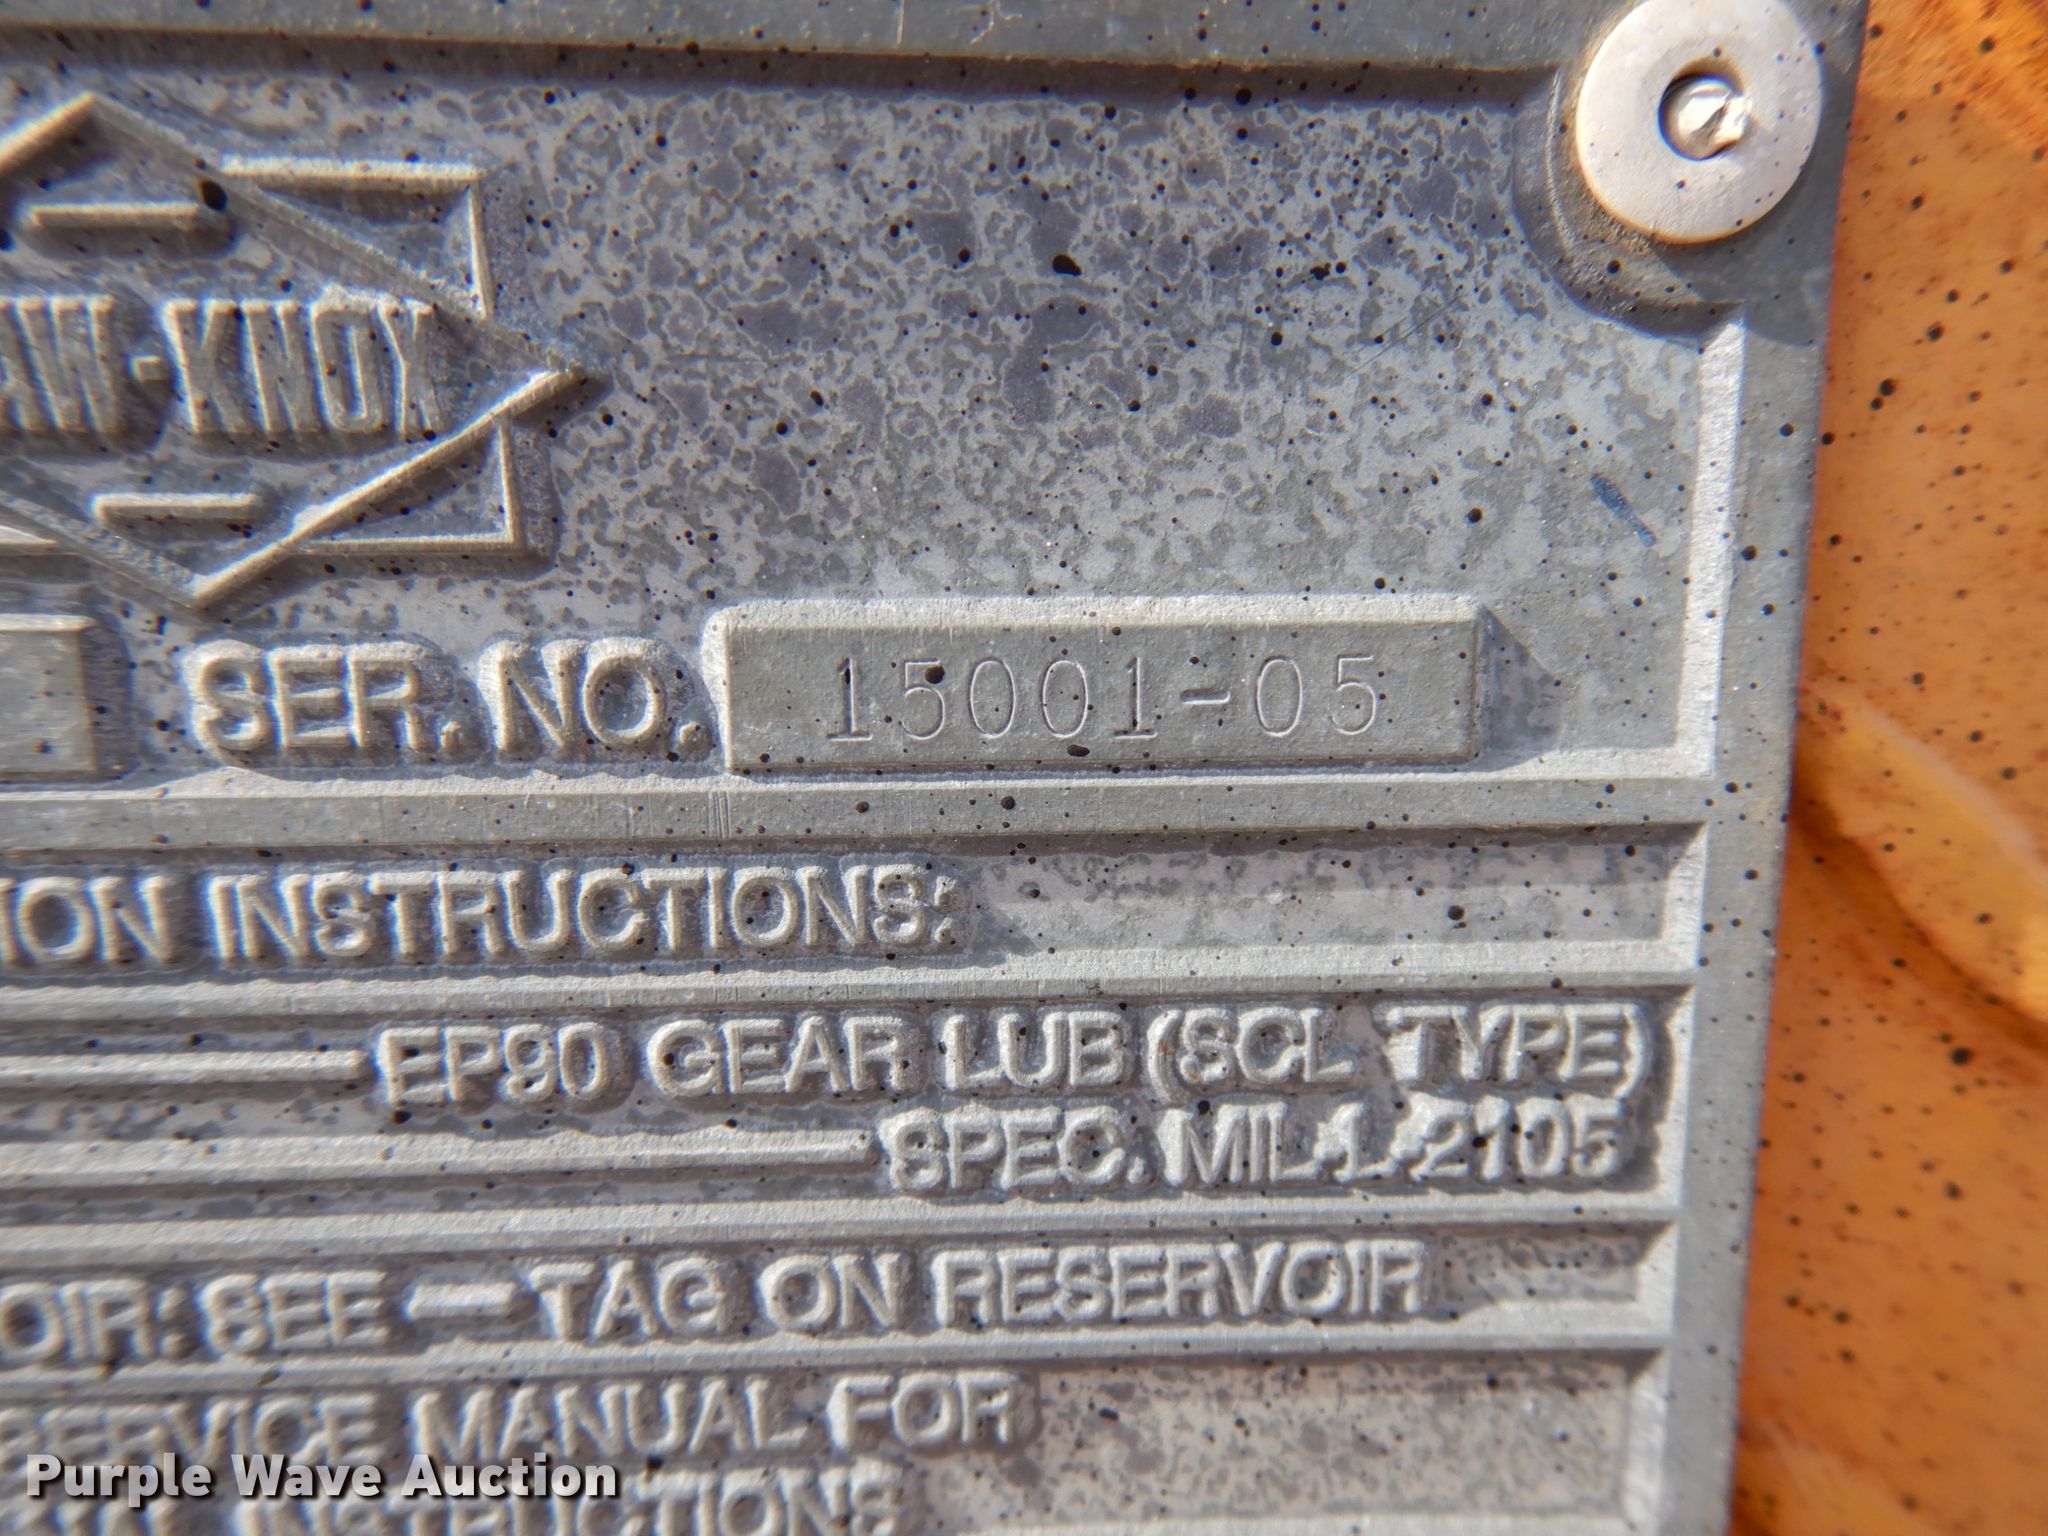 AW-KNOX
SER. NO. 15001-05
ION INSTRUCTIONS:
EP90 GEAR LUB (SCL TYPE)
SPEC. MIL-L-2105
OIR: SEE — TAG ON RESERVOIR
SERVICE MANUAL FOR
INSTRUCTIONS
Purple Wave Auction